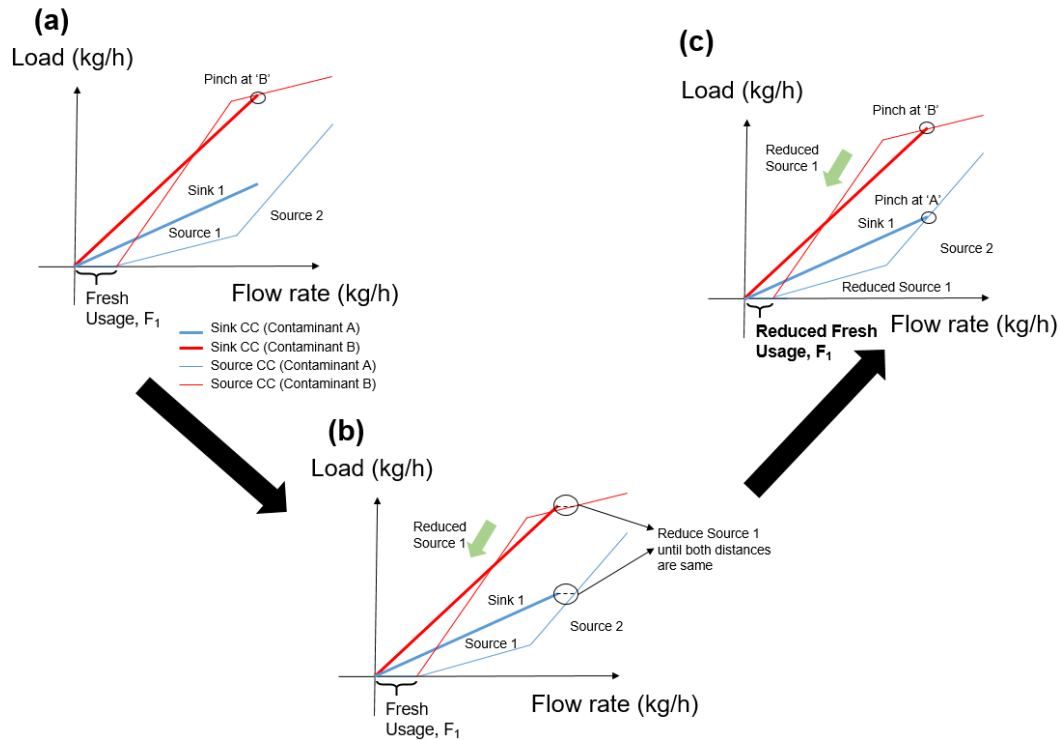 (a)
Load (kg/h)
Pinch at 'B'
Sink 1
Source 2
Source 1
Flow rate (kg/h)
Fresh
Usage, F1
Sink CC (Contaminant A)
Sink CC (Contaminant B)
Source CC (Contaminant A)
Source CC (Contaminant B)
(b)
Load (kg/h)
Reduced
Source 1
Reduce Source 1
until both distances
are same
Sink 1
Source 2
Source 1
Flow rate (kg/h)
Fresh
Usage, F1
(c)
Load (kg/h)
Pinch at 'B'
Reduced
Source 1
Pinch at 'A'
Sink 1
Source 2
Reduced Source 1
Flow rate (kg/h)
Reduced Fresh
Usage, F1